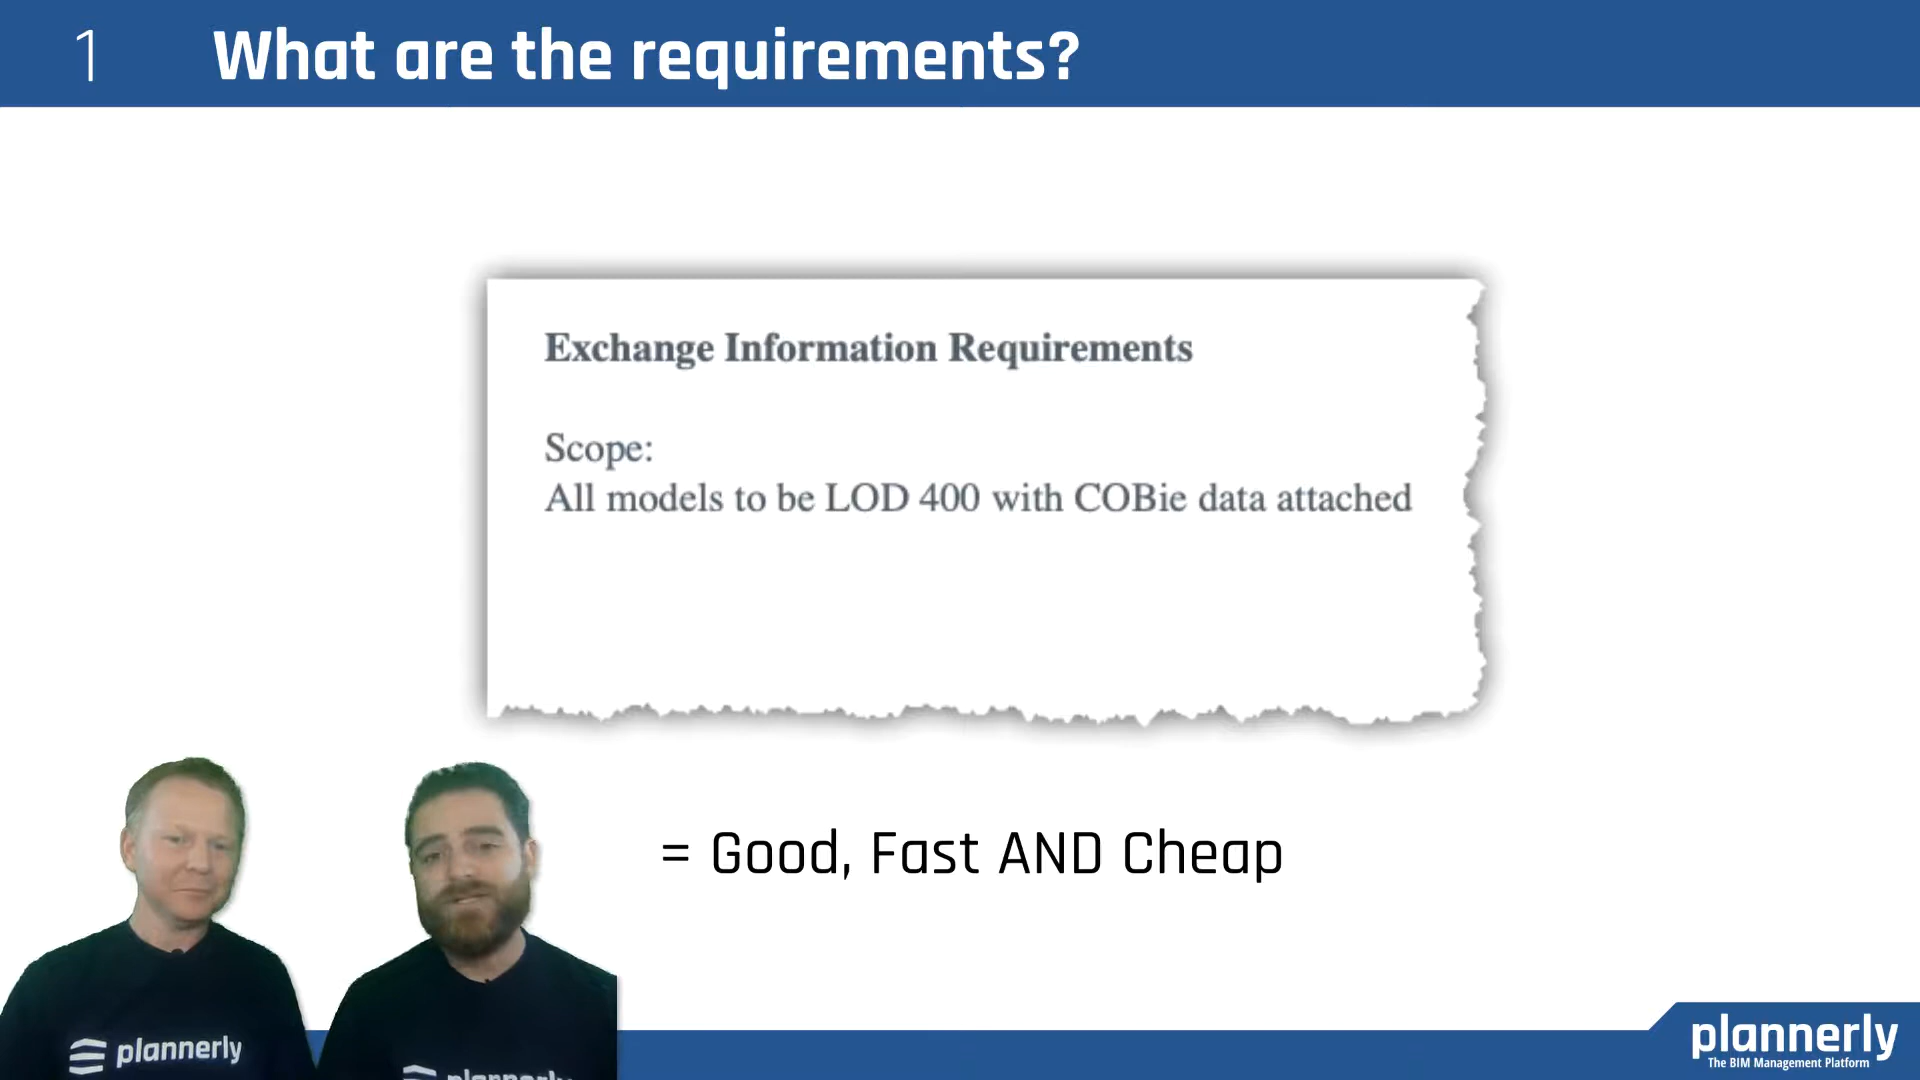 1
What are the requirements?
Exchange Information Requirements
Scope:
All models to be LOD 400 with COBie data attached
= Good, Fast AND Cheap
plannerly
plannerly
plannerly
The BIM Management Platform